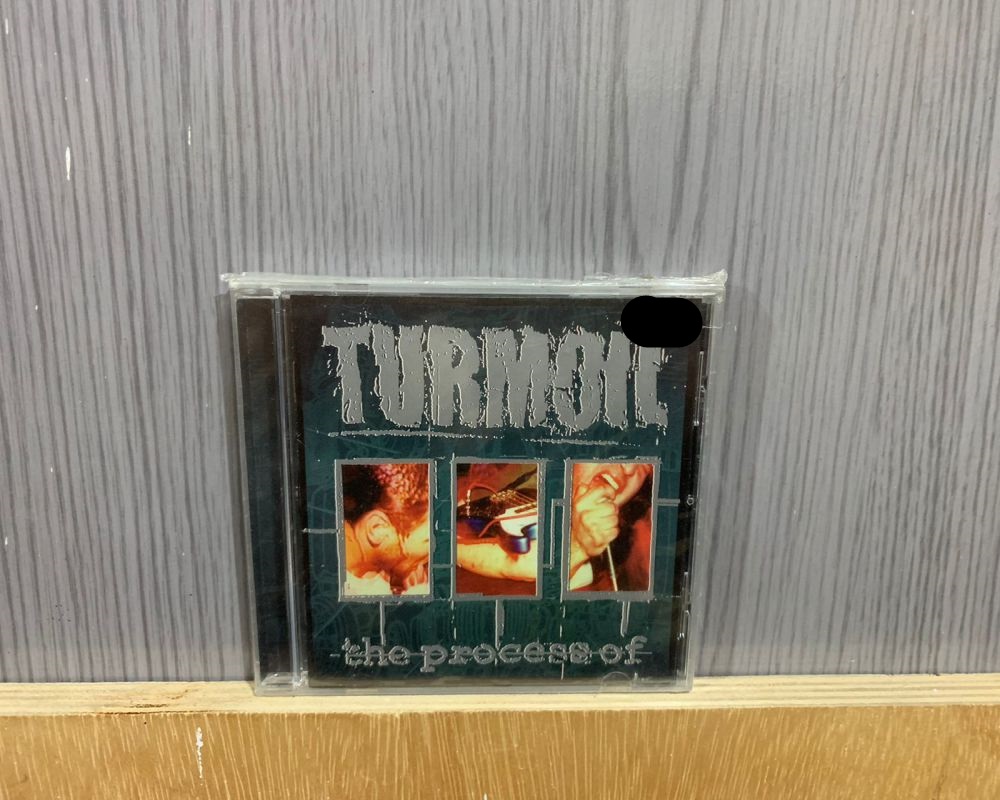 TURMOIL
the process of